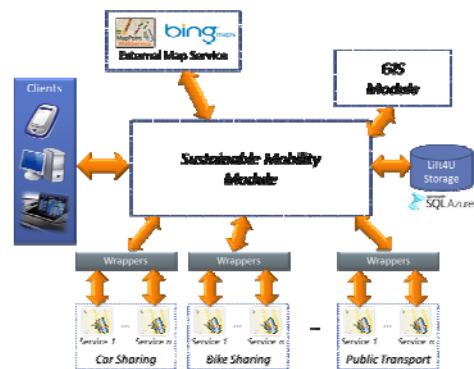 MapPoint
bing maps
External Map Service
GIS
Module
Clients
Sustainable Mobility
Module
Lift4U
Storage
SQL Azure
Wrappers
Wrappers
Wrappers
Service 1 ... Service n
Service 1 ... Service n
Service 1 ... Service n
Car Sharing
Bike Sharing
Public Transport